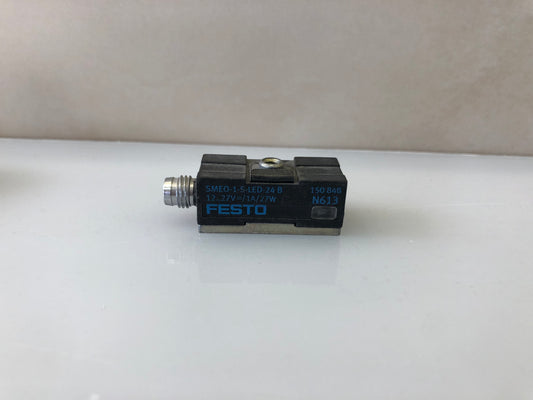 SMEO-1-S-LED-24 B 150 848
12...27V=/1A/27W N613
FESTO